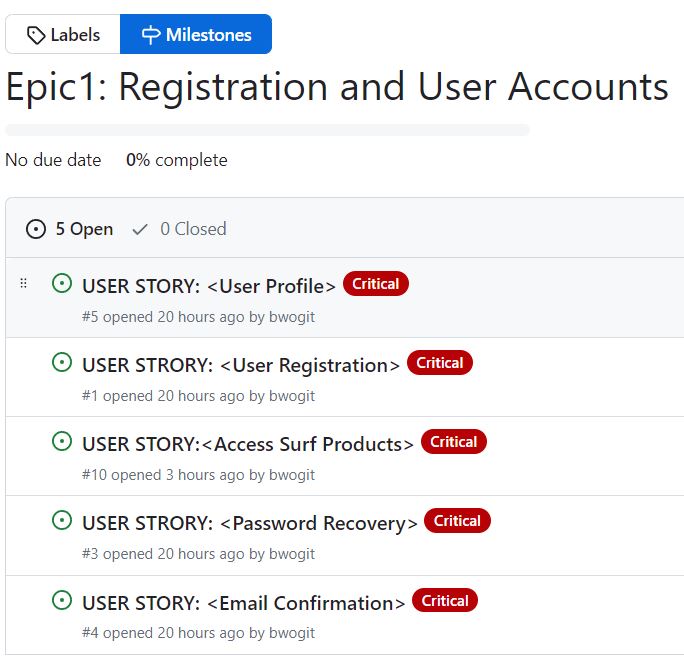 Labels Milestones
Epic1: Registration and User Accounts
No due date 0% complete
5 Open 0 Closed
USER STORY: <User Profile> Critical
#5 opened 20 hours ago by bwogit
USER STRORY: <User Registration> Critical
#1 opened 20 hours ago by bwogit
USER STORY:<Access Surf Products> Critical
#10 opened 3 hours ago by bwogit
USER STRORY: <Password Recovery> Critical
#3 opened 20 hours ago by bwogit
USER STORY: <Email Confirmation> Critical
#4 opened 20 hours ago by bwogit